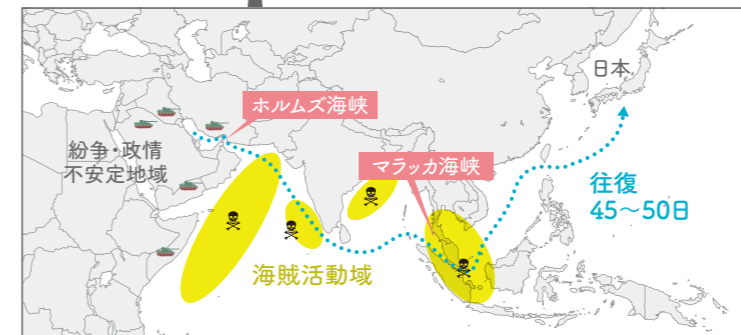 日本
ホルムズ海峡
紛争・政情
不安定地域
マラッカ海峡
往復
45〜50日
海賊活動域